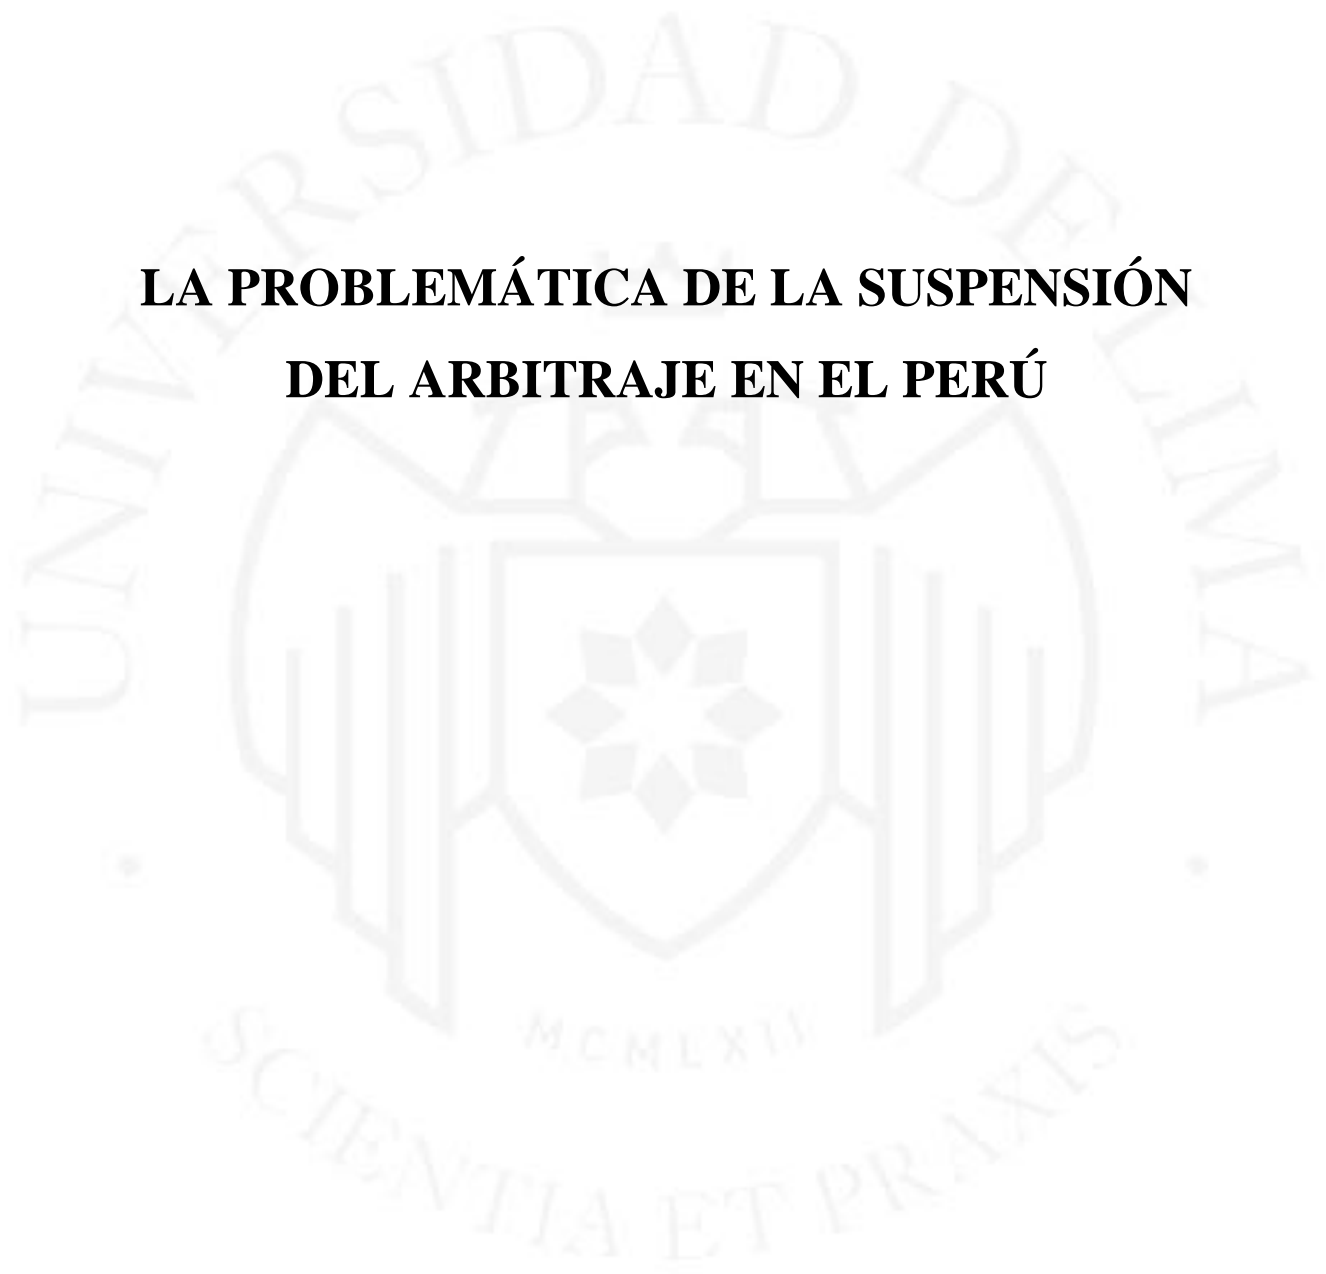 UNIVERSIDAD DE LIMA
LA PROBLEMÁTICA DE LA SUSPENSIÓN
DEL ARBITRAJE EN EL PERÚ
MCMLXII
SCIENTIA ET PRAXIS